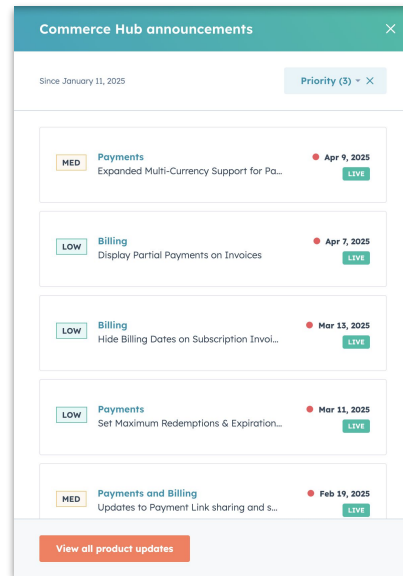 Commerce Hub announcements
Since January 11, 2025
Priority (3)
MED
Payments
Expanded Multi-Currency Support for Pa...
Apr 9, 2025
LIVE
LOW
Billing
Display Partial Payments on Invoices
Apr 7, 2025
LIVE
LOW
Billing
Hide Billing Dates on Subscription Invoi...
Mar 13, 2025
LIVE
LOW
Payments
Set Maximum Redemptions & Expiration...
Mar 11, 2025
LIVE
MED
Payments and Billing
Updates to Payment Link sharing and s...
Feb 19, 2025
LIVE
View all product updates